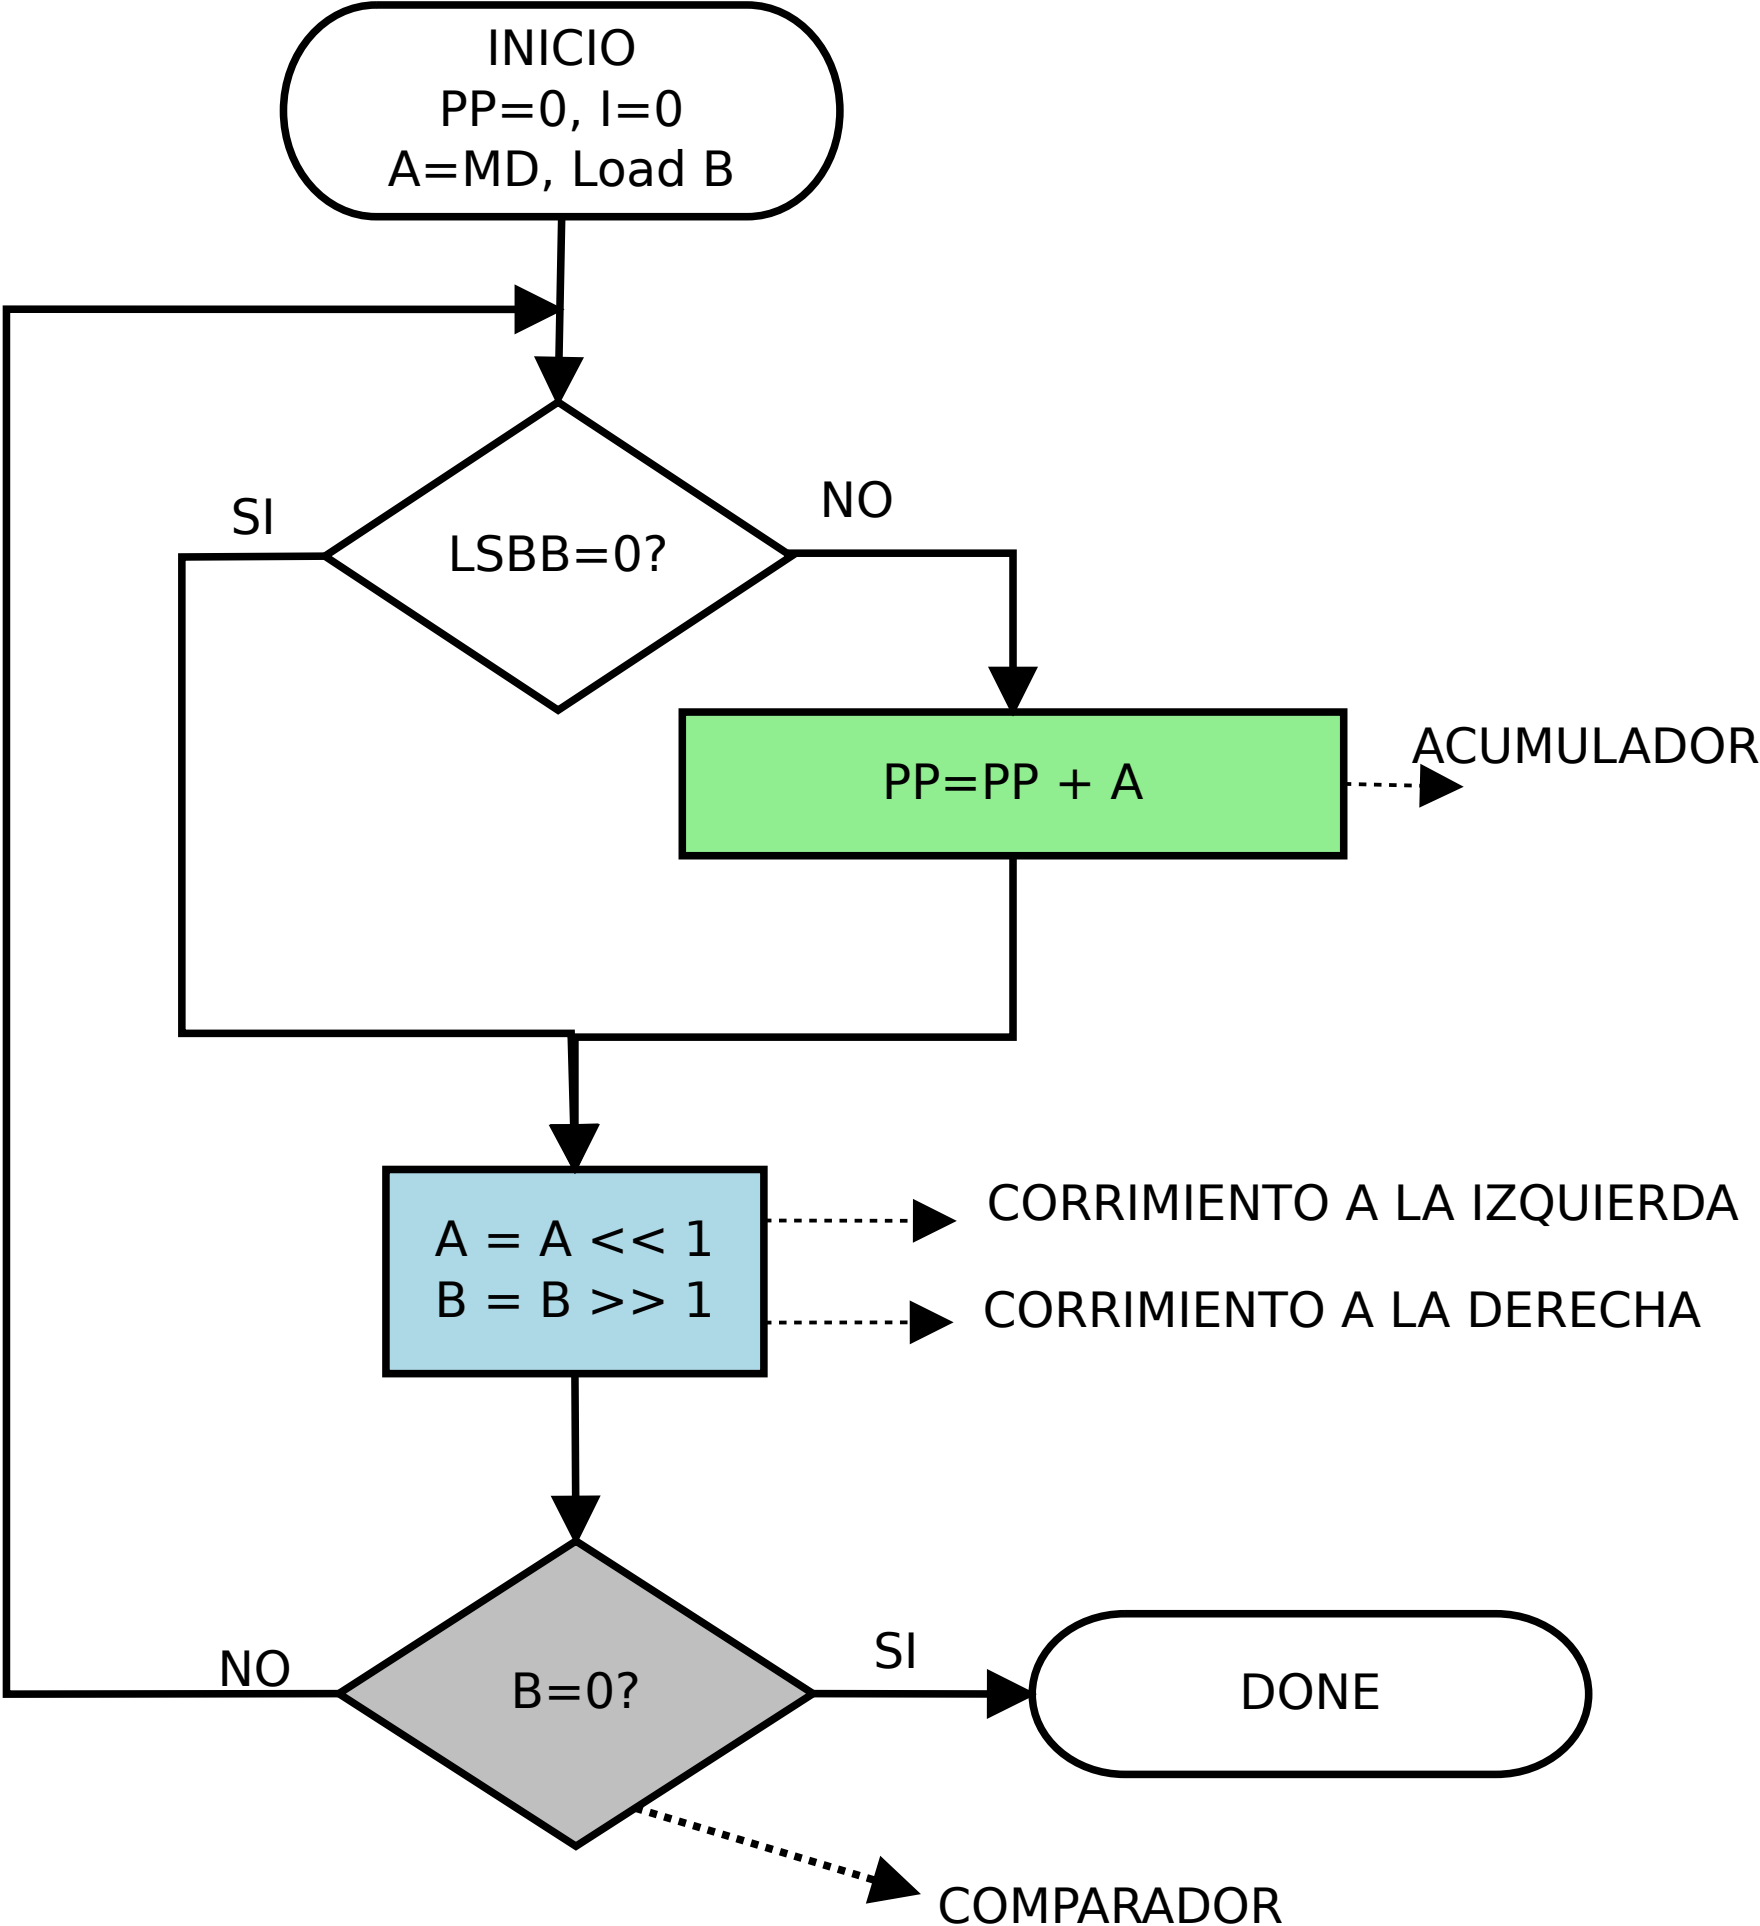 INICIO
PP=0, I=0
A=MD, Load B
SI
NO
LSBB=0?
ACUMULADOR
PP=PP + A
CORRIMIENTO A LA IZQUIERDA
A = A << 1
B = B >> 1
CORRIMIENTO A LA DERECHA
NO
B=0?
SI
DONE
COMPARADOR